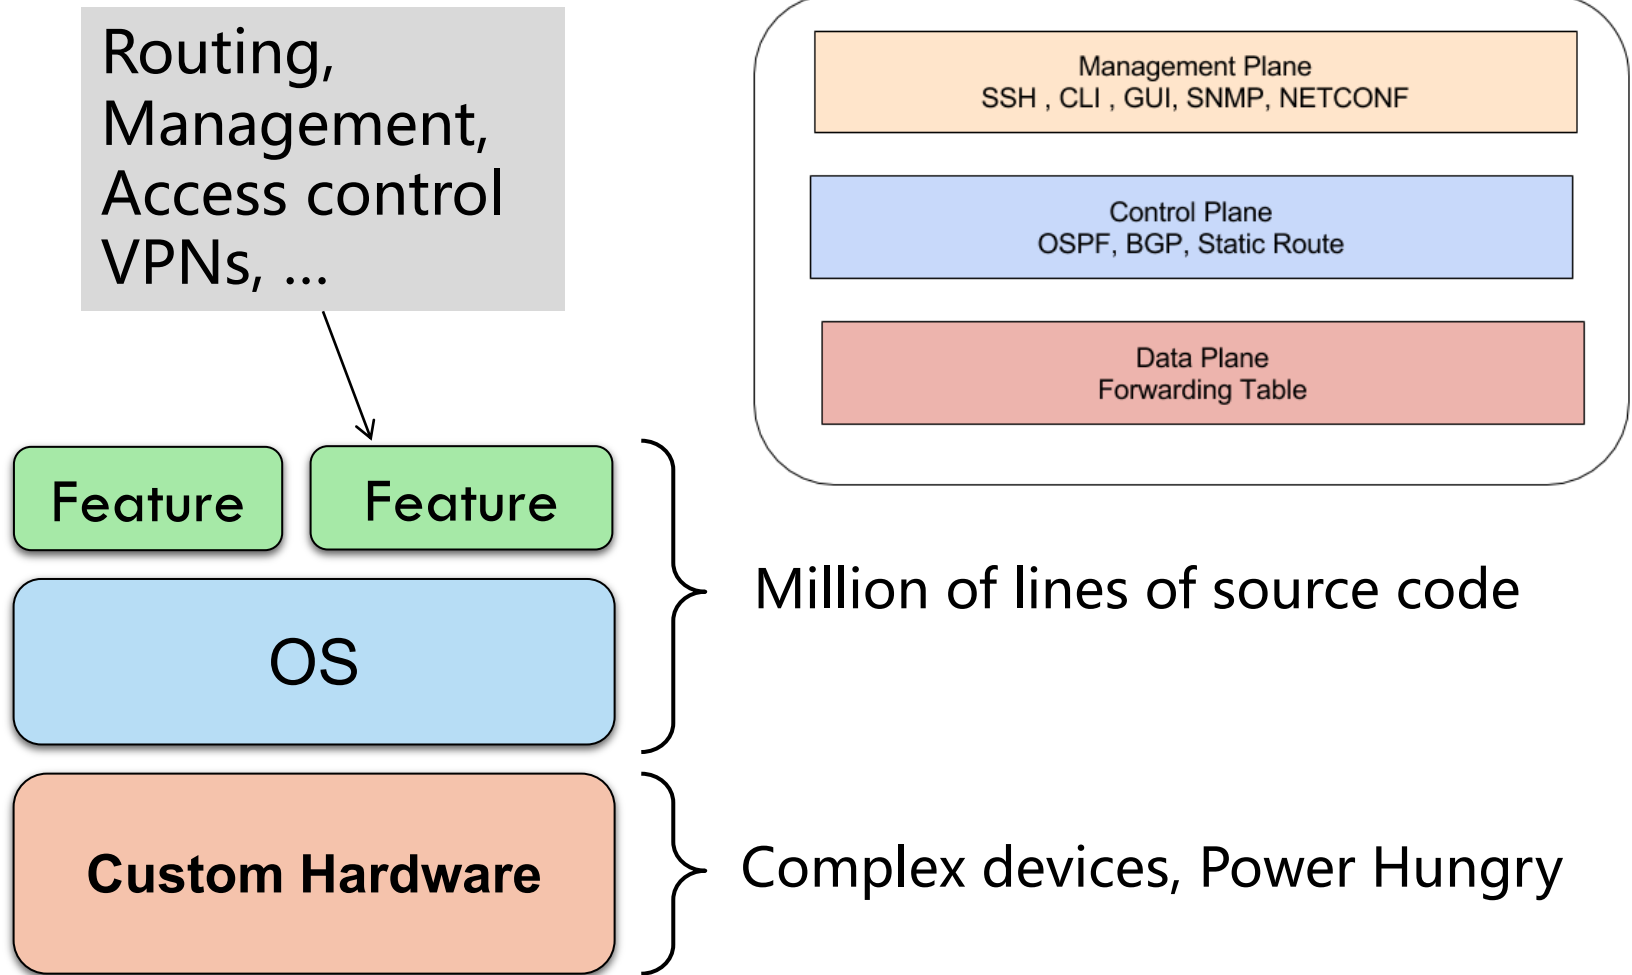 Routing,
Management,
Access control
VPNs, ...
Management Plane
SSH , CLI , GUI, SNMP, NETCONF
Control Plane
OSPF, BGP, Static Route
Data Plane
Forwarding Table
Feature
Feature
OS
Million of lines of source code
Custom Hardware
Complex devices, Power Hungry